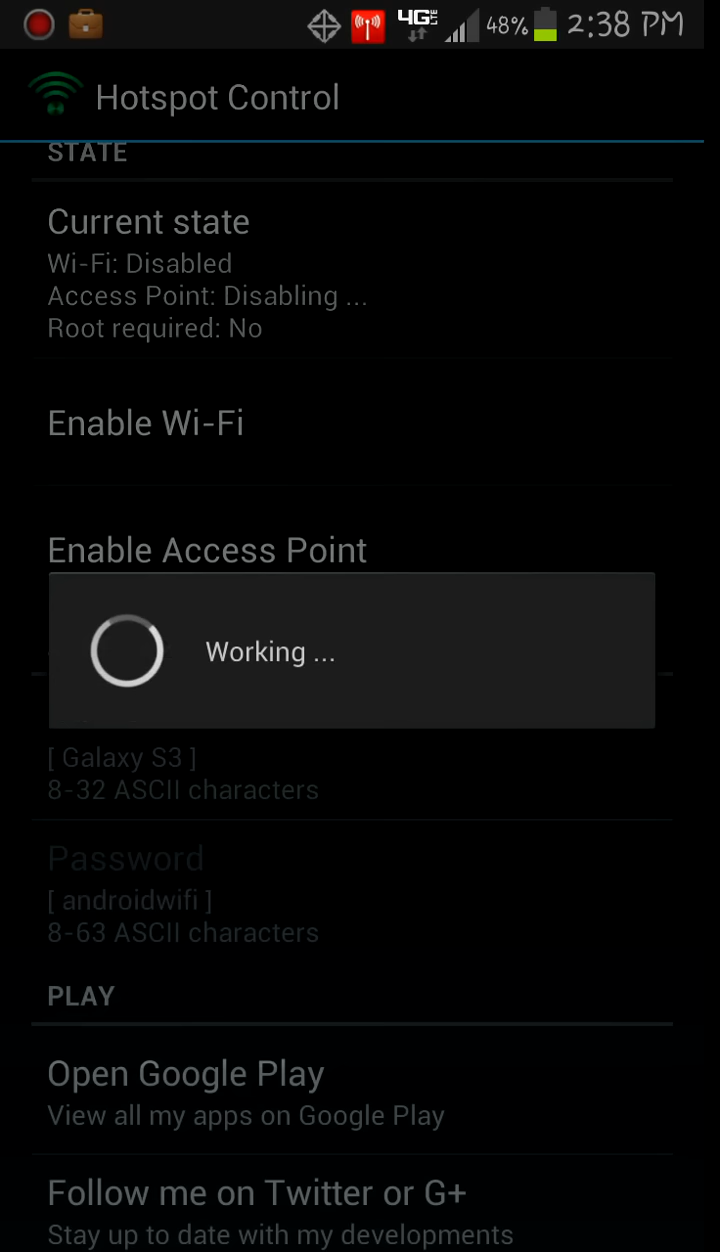 4G LTE 48% 2:38 PM
Hotspot Control
STATE
Current state
Wi-Fi: Disabled
Access Point: Disabling ...
Root required: No
Enable Wi-Fi
Enable Access Point
Working ...
[ Galaxy S3 ]
8-32 ASCII characters
Password
[ androidwifi ]
8-63 ASCII characters
PLAY
Open Google Play
View all my apps on Google Play
Follow me on Twitter or G+
Stay up to date with my developments